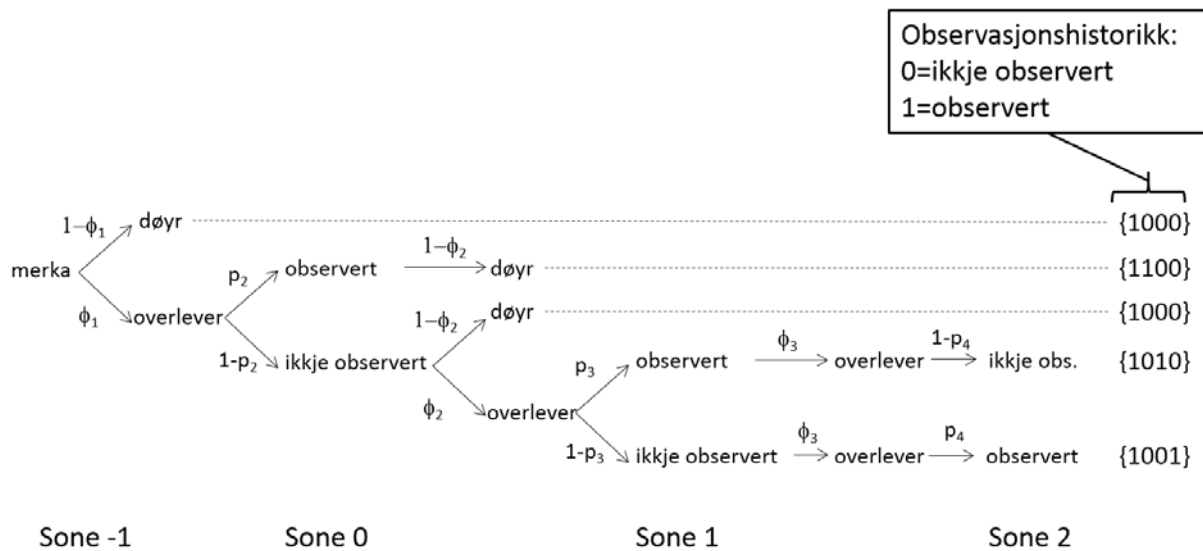 Observasjonshistorikk:
0=ikkje observert
1=observert
1−ϕ₁ døyr {1000}
merka p₂ observert 1−ϕ₂ døyr {1100}
ϕ₁ overlever 1−ϕ₂ døyr {1000}
1-p₂ ikkje observert p₃ observert ϕ₃ overlever 1-p₄ ikkje obs. {1010}
ϕ₂ overlever
1-p₃ ikkje observert ϕ₃ overlever p₄ observert {1001}
Sone -1 Sone 0 Sone 1 Sone 2